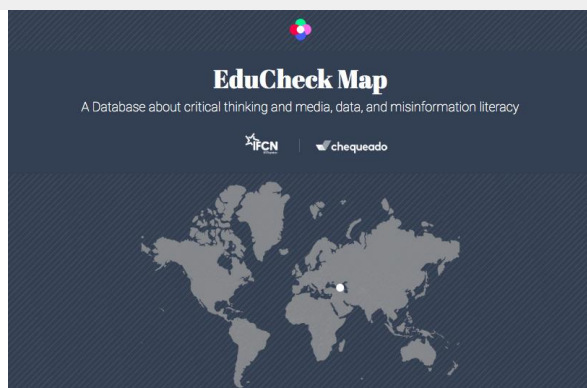 EduCheck Map
A Database about critical thinking and media, data, and misinformation literacy
IFCN
chequeado